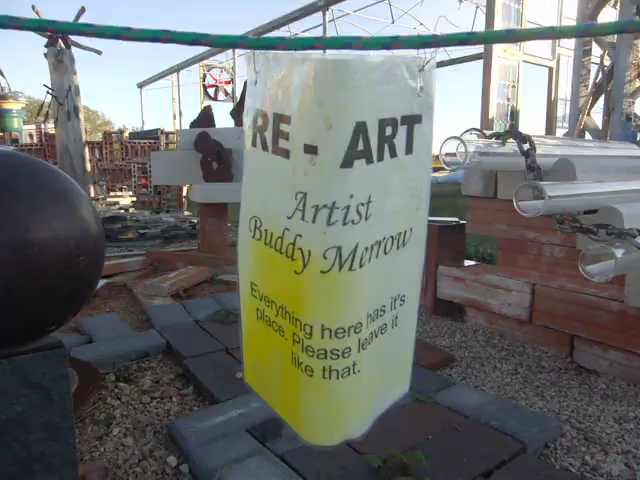 RE - ART
Artist
Buddy Merrow
Everything here has it's
place. Please leave it
like that.